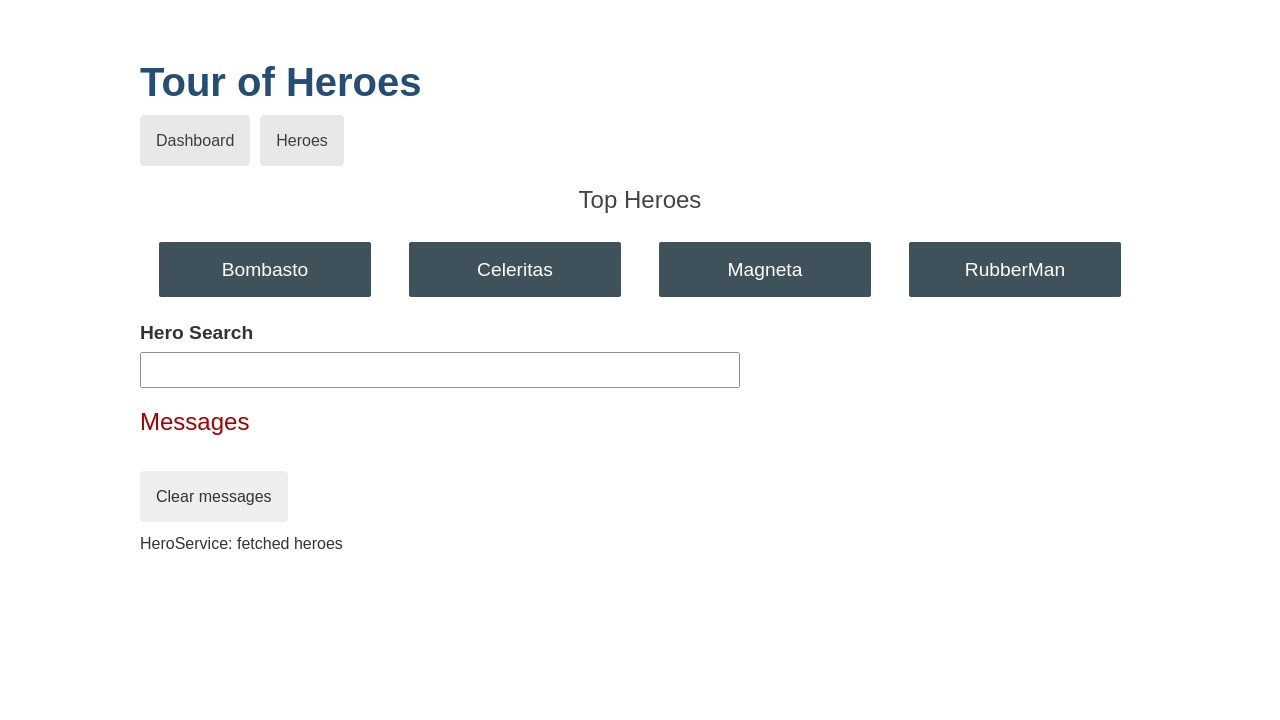 Tour of Heroes
Dashboard Heroes
Top Heroes
Bombasto Celeritas Magneta RubberMan
Hero Search
Messages
Clear messages
HeroService: fetched heroes